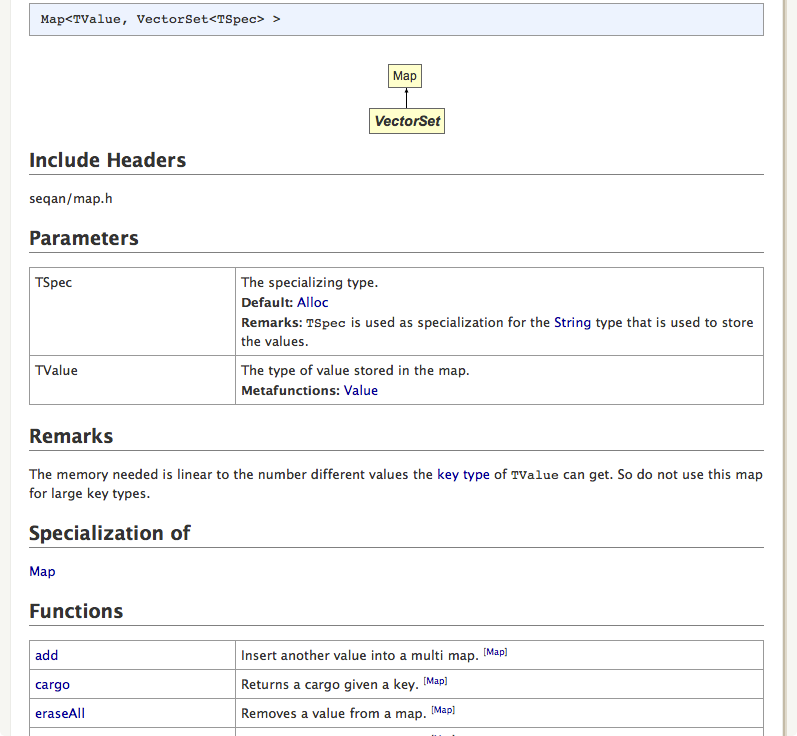 Map<TValue, VectorSet<TSpec> >
Map
VectorSet
Include Headers
seqan/map.h
Parameters
TSpec
The specializing type.
Default: Alloc
Remarks: TSpec is used as specialization for the String type that is used to store
the values.
TValue
The type of value stored in the map.
Metafunctions: Value
Remarks
The memory needed is linear to the number different values the key type of TValue can get. So do not use this map
for large key types.
Specialization of
Map
Functions
add
Insert another value into a multi map. [Map]
cargo
Returns a cargo given a key. [Map]
eraseAll
Removes a value from a map. [Map]